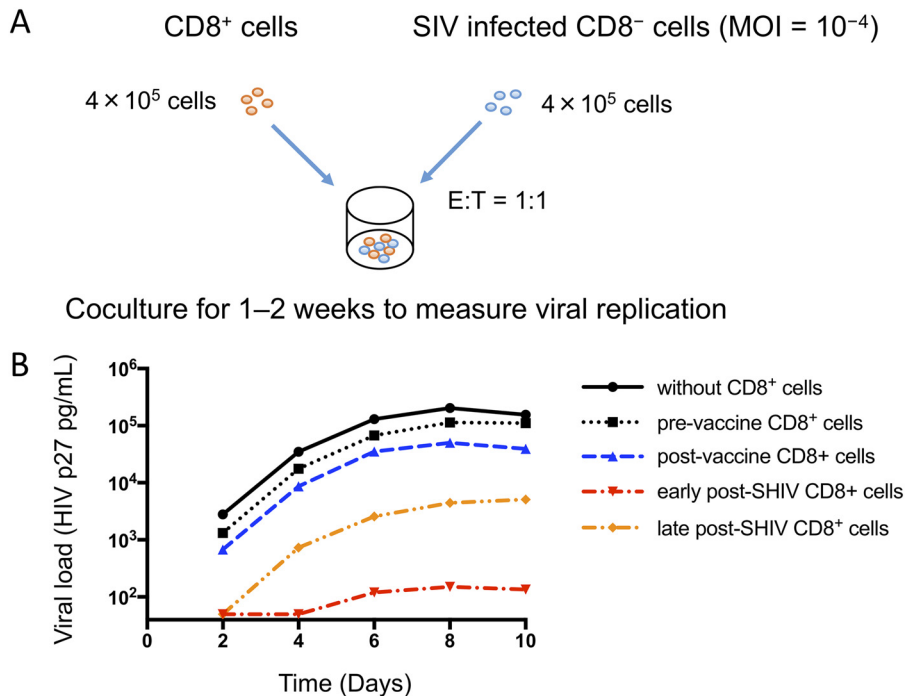 A
CD8⁺ cells
SIV infected CD8⁻ cells (MOI = 10⁻⁴)
4 × 10⁵ cells
4 × 10⁵ cells
E:T = 1:1
Coculture for 1–2 weeks to measure viral replication
B
Viral load (HIV p27 pg/mL)
10⁶
10⁵
10⁴
10³
10²
0
2
4
6
8
10
Time (Days)
without CD8⁺ cells
pre-vaccine CD8⁺ cells
post-vaccine CD8+ cells
early post-SHIV CD8+ cells
late post-SHIV CD8⁺ cells